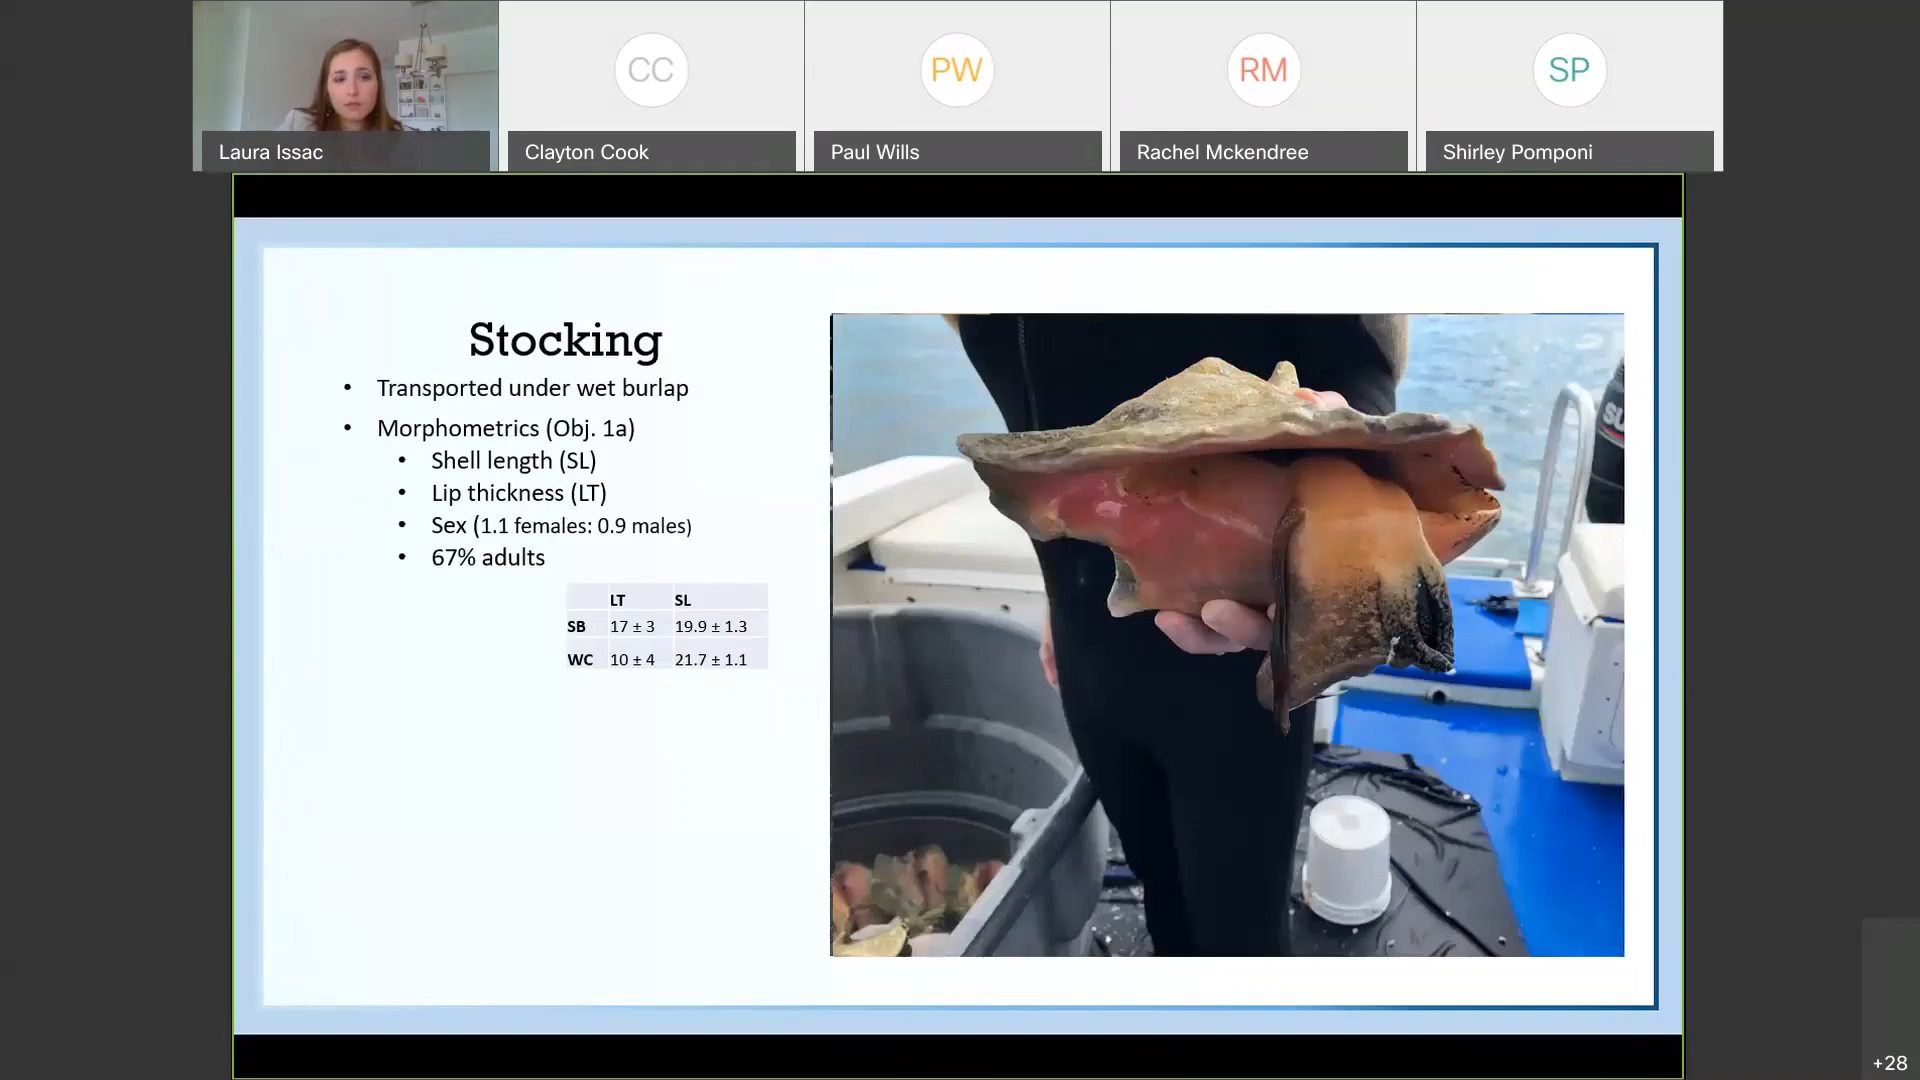 CC
PW
RM
SP
Laura Issac
Clayton Cook
Paul Wills
Rachel Mckendree
Shirley Pomponi
Stocking
• Transported under wet burlap
• Morphometrics (Obj. 1a)
• Shell length (SL)
• Lip thickness (LT)
• Sex (1.1 females: 0.9 males)
• 67% adults
LT SL
SB 17 ± 3 19.9 ± 1.3
WC 10 ± 4 21.7 ± 1.1
+28